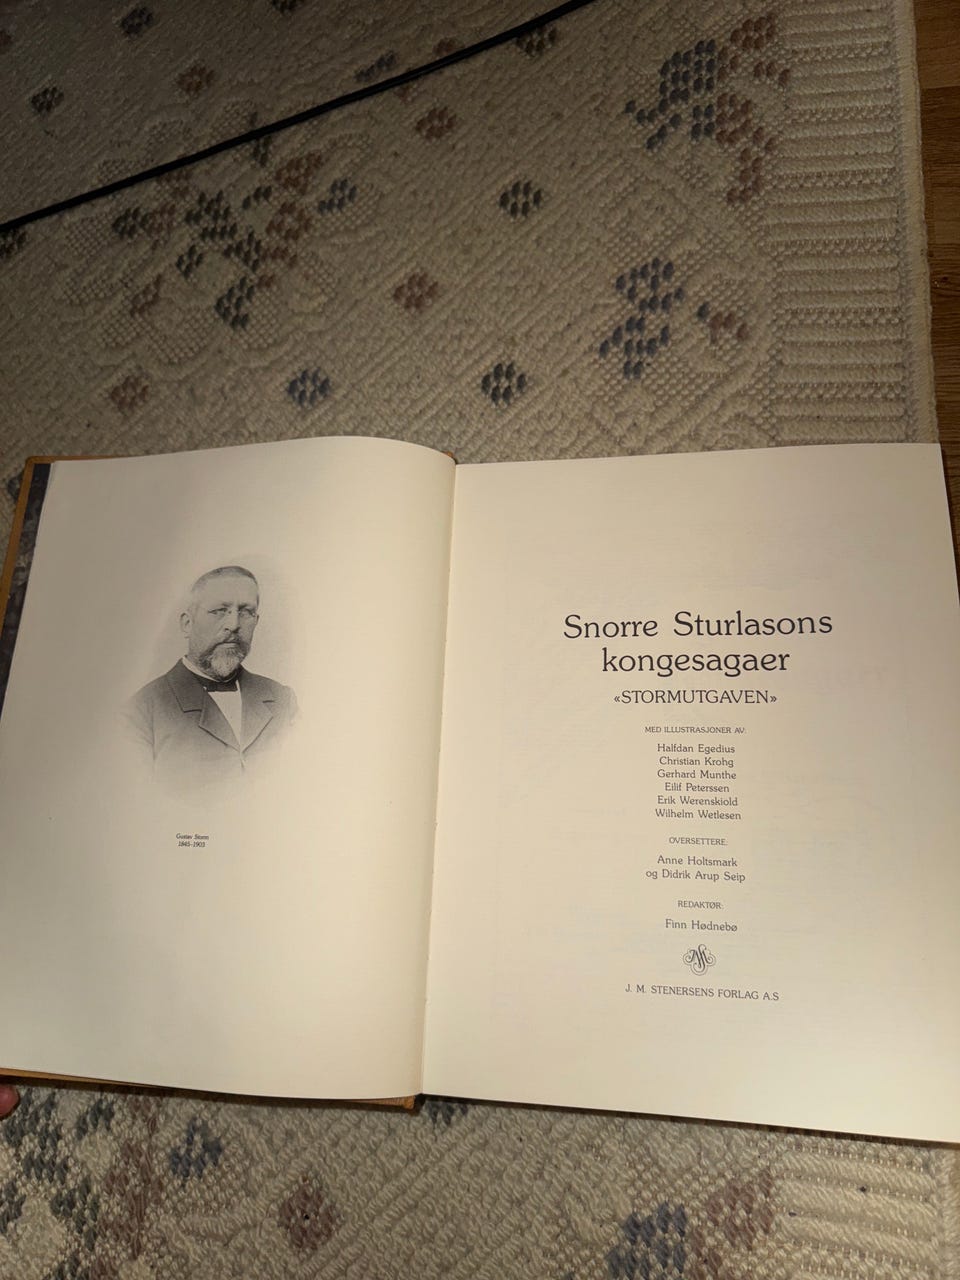 Gustav Storm
1845-1903
Snorre Sturlasons
kongesagaer
«STORMUTGAVEN»
MED ILLUSTRASJONER AV:
Halfdan Egedius
Christian Krohg
Gerhard Munthe
Eilif Peterssen
Erik Werenskiold
Wilhelm Wetlesen
OVERSETTERE:
Anne Holtsmark
og Didrik Arup Seip
REDAKTØR:
Finn Hødnebø
J. M. STENERSENS FORLAG A.S